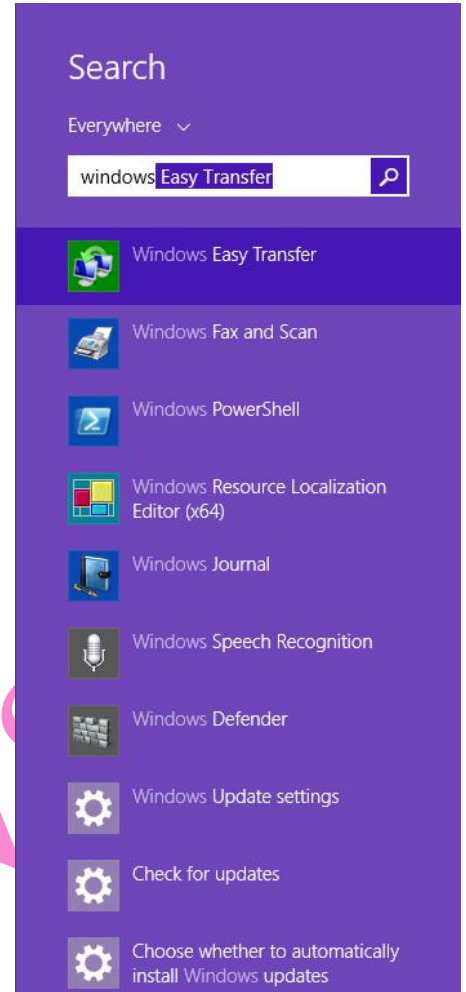 Search
Everywhere
windows Easy Transfer
Windows Easy Transfer
Windows Fax and Scan
Windows PowerShell
Windows Resource Localization
Editor (x64)
Windows Journal
Windows Speech Recognition
Windows Defender
Windows Update settings
Check for updates
Choose whether to automatically
install Windows updates